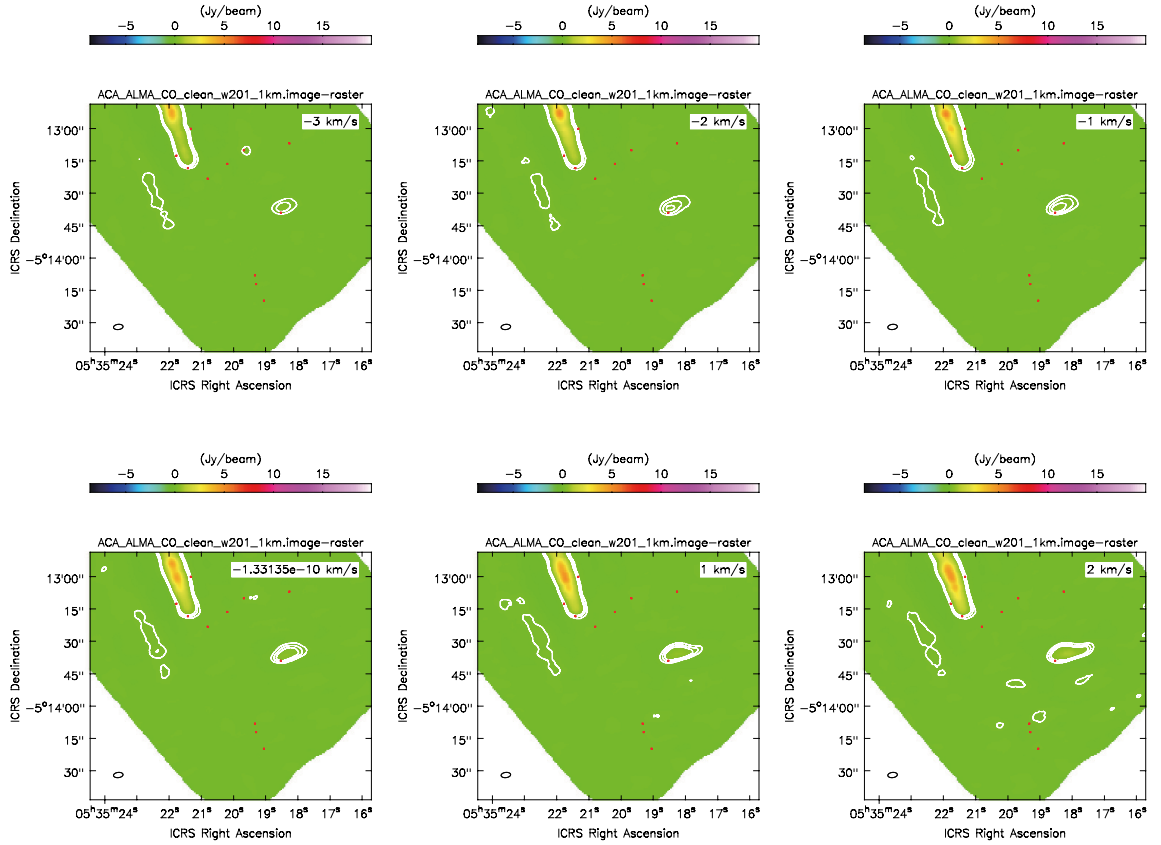 (Jy/beam) (Jy/beam) (Jy/beam)
−5 0 5 10 15 −5 0 5 10 15 −5 0 5 10 15
ACA_ALMA_CO_clean_w201_1km.image-raster ACA_ALMA_CO_clean_w201_1km.image-raster ACA_ALMA_CO_clean_w201_1km.image-raster
−3 km/s −2 km/s −1 km/s
13'00" 13'00" 13'00"
15" 15" 15"
30" 30" 30"
45" 45" 45"
−5°14'00" −5°14'00" −5°14'00"
15" 15" 15"
30" 30" 30"
ICRS Declination ICRS Declination ICRS Declination
05ʰ35ᵐ24ˢ 22ˢ 21ˢ 20ˢ 19ˢ 18ˢ 17ˢ 16ˢ 05ʰ35ᵐ24ˢ 22ˢ 21ˢ 20ˢ 19ˢ 18ˢ 17ˢ 16ˢ 05ʰ35ᵐ24ˢ 22ˢ 21ˢ 20ˢ 19ˢ 18ˢ 17ˢ 16ˢ
ICRS Right Ascension ICRS Right Ascension ICRS Right Ascension
(Jy/beam) (Jy/beam) (Jy/beam)
−5 0 5 10 15 −5 0 5 10 15 −5 0 5 10 15
ACA_ALMA_CO_clean_w201_1km.image-raster ACA_ALMA_CO_clean_w201_1km.image-raster ACA_ALMA_CO_clean_w201_1km.image-raster
−1.33135e−10 km/s 1 km/s 2 km/s
13'00" 13'00" 13'00"
15" 15" 15"
30" 30" 30"
45" 45" 45"
−5°14'00" −5°14'00" −5°14'00"
15" 15" 15"
30" 30" 30"
ICRS Declination ICRS Declination ICRS Declination
05ʰ35ᵐ24ˢ 22ˢ 21ˢ 20ˢ 19ˢ 18ˢ 17ˢ 16ˢ 05ʰ35ᵐ24ˢ 22ˢ 21ˢ 20ˢ 19ˢ 18ˢ 17ˢ 16ˢ 05ʰ35ᵐ24ˢ 22ˢ 21ˢ 20ˢ 19ˢ 18ˢ 17ˢ 16ˢ
ICRS Right Ascension ICRS Right Ascension ICRS Right Ascension